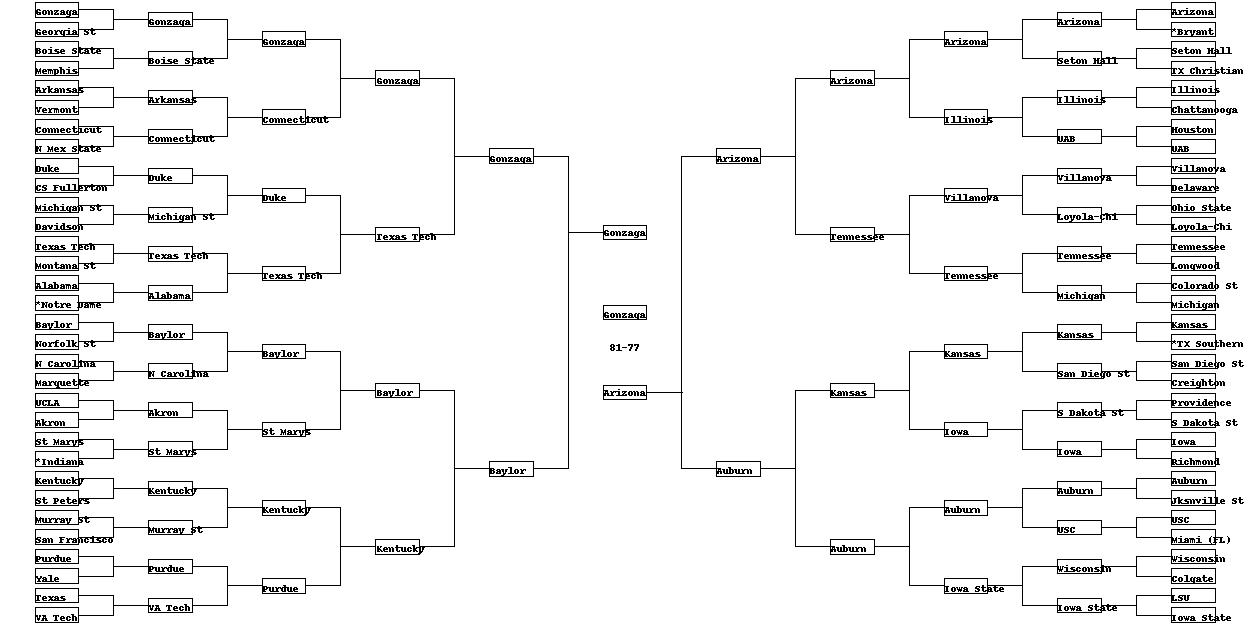 Gonzaga
Georgia St
Boise State
Memphis
Arkansas
Vermont
Connecticut
N Mex State
Duke
CS Fullerton
Michigan St
Davidson
Texas Tech
Montana St
Alabama
*Notre Dame
Baylor
Norfolk St
N Carolina
Marquette
UCLA
Akron
St Marys
*Indiana
Kentucky
St Peters
Murray St
San Francisco
Purdue
Yale
Texas
VA Tech
Gonzaga
Boise State
Arkansas
Connecticut
Duke
Michigan St
Texas Tech
Alabama
Baylor
N Carolina
Akron
St Marys
Kentucky
Murray St
Purdue
VA Tech
Gonzaga
Connecticut
Duke
Texas Tech
Baylor
St Marys
Kentucky
Purdue
Gonzaga
Texas Tech
Baylor
Kentucky
Gonzaga
Baylor
Gonzaga
Gonzaga
81-77
Arizona
Arizona
Auburn
Arizona
Tennessee
Kansas
Auburn
Arizona
Illinois
Villanova
Tennessee
Kansas
Iowa
Auburn
Iowa State
Arizona
Seton Hall
Illinois
UAB
Villanova
Loyola-Chi
Tennessee
Michigan
Kansas
San Diego St
S Dakota St
Iowa
Auburn
USC
Wisconsin
Iowa State
Arizona
*Bryant
Seton Hall
TX Christian
Illinois
Chattanooga
Houston
UAB
Villanova
Delaware
Ohio State
Loyola-Chi
Tennessee
Longwood
Colorado St
Michigan
Kansas
*TX Southern
San Diego St
Creighton
Providence
S Dakota St
Iowa
Richmond
Auburn
Jksnville St
USC
Miami (FL)
Wisconsin
Colgate
LSU
Iowa State